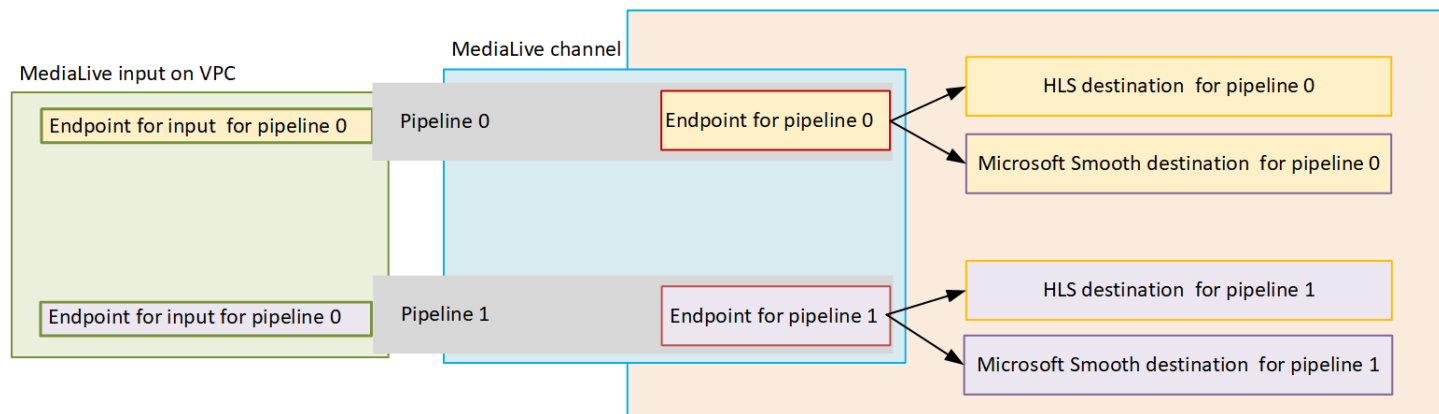 MediaLive channel
MediaLive input on VPC
Endpoint for input  for pipeline 0
Pipeline 0
Endpoint for pipeline 0
HLS destination  for pipeline 0
Microsoft Smooth destination  for pipeline 0
Endpoint for input for pipeline 0
Pipeline 1
Endpoint for pipeline 1
HLS destination  for pipeline 1
Microsoft Smooth destination  for pipeline 1